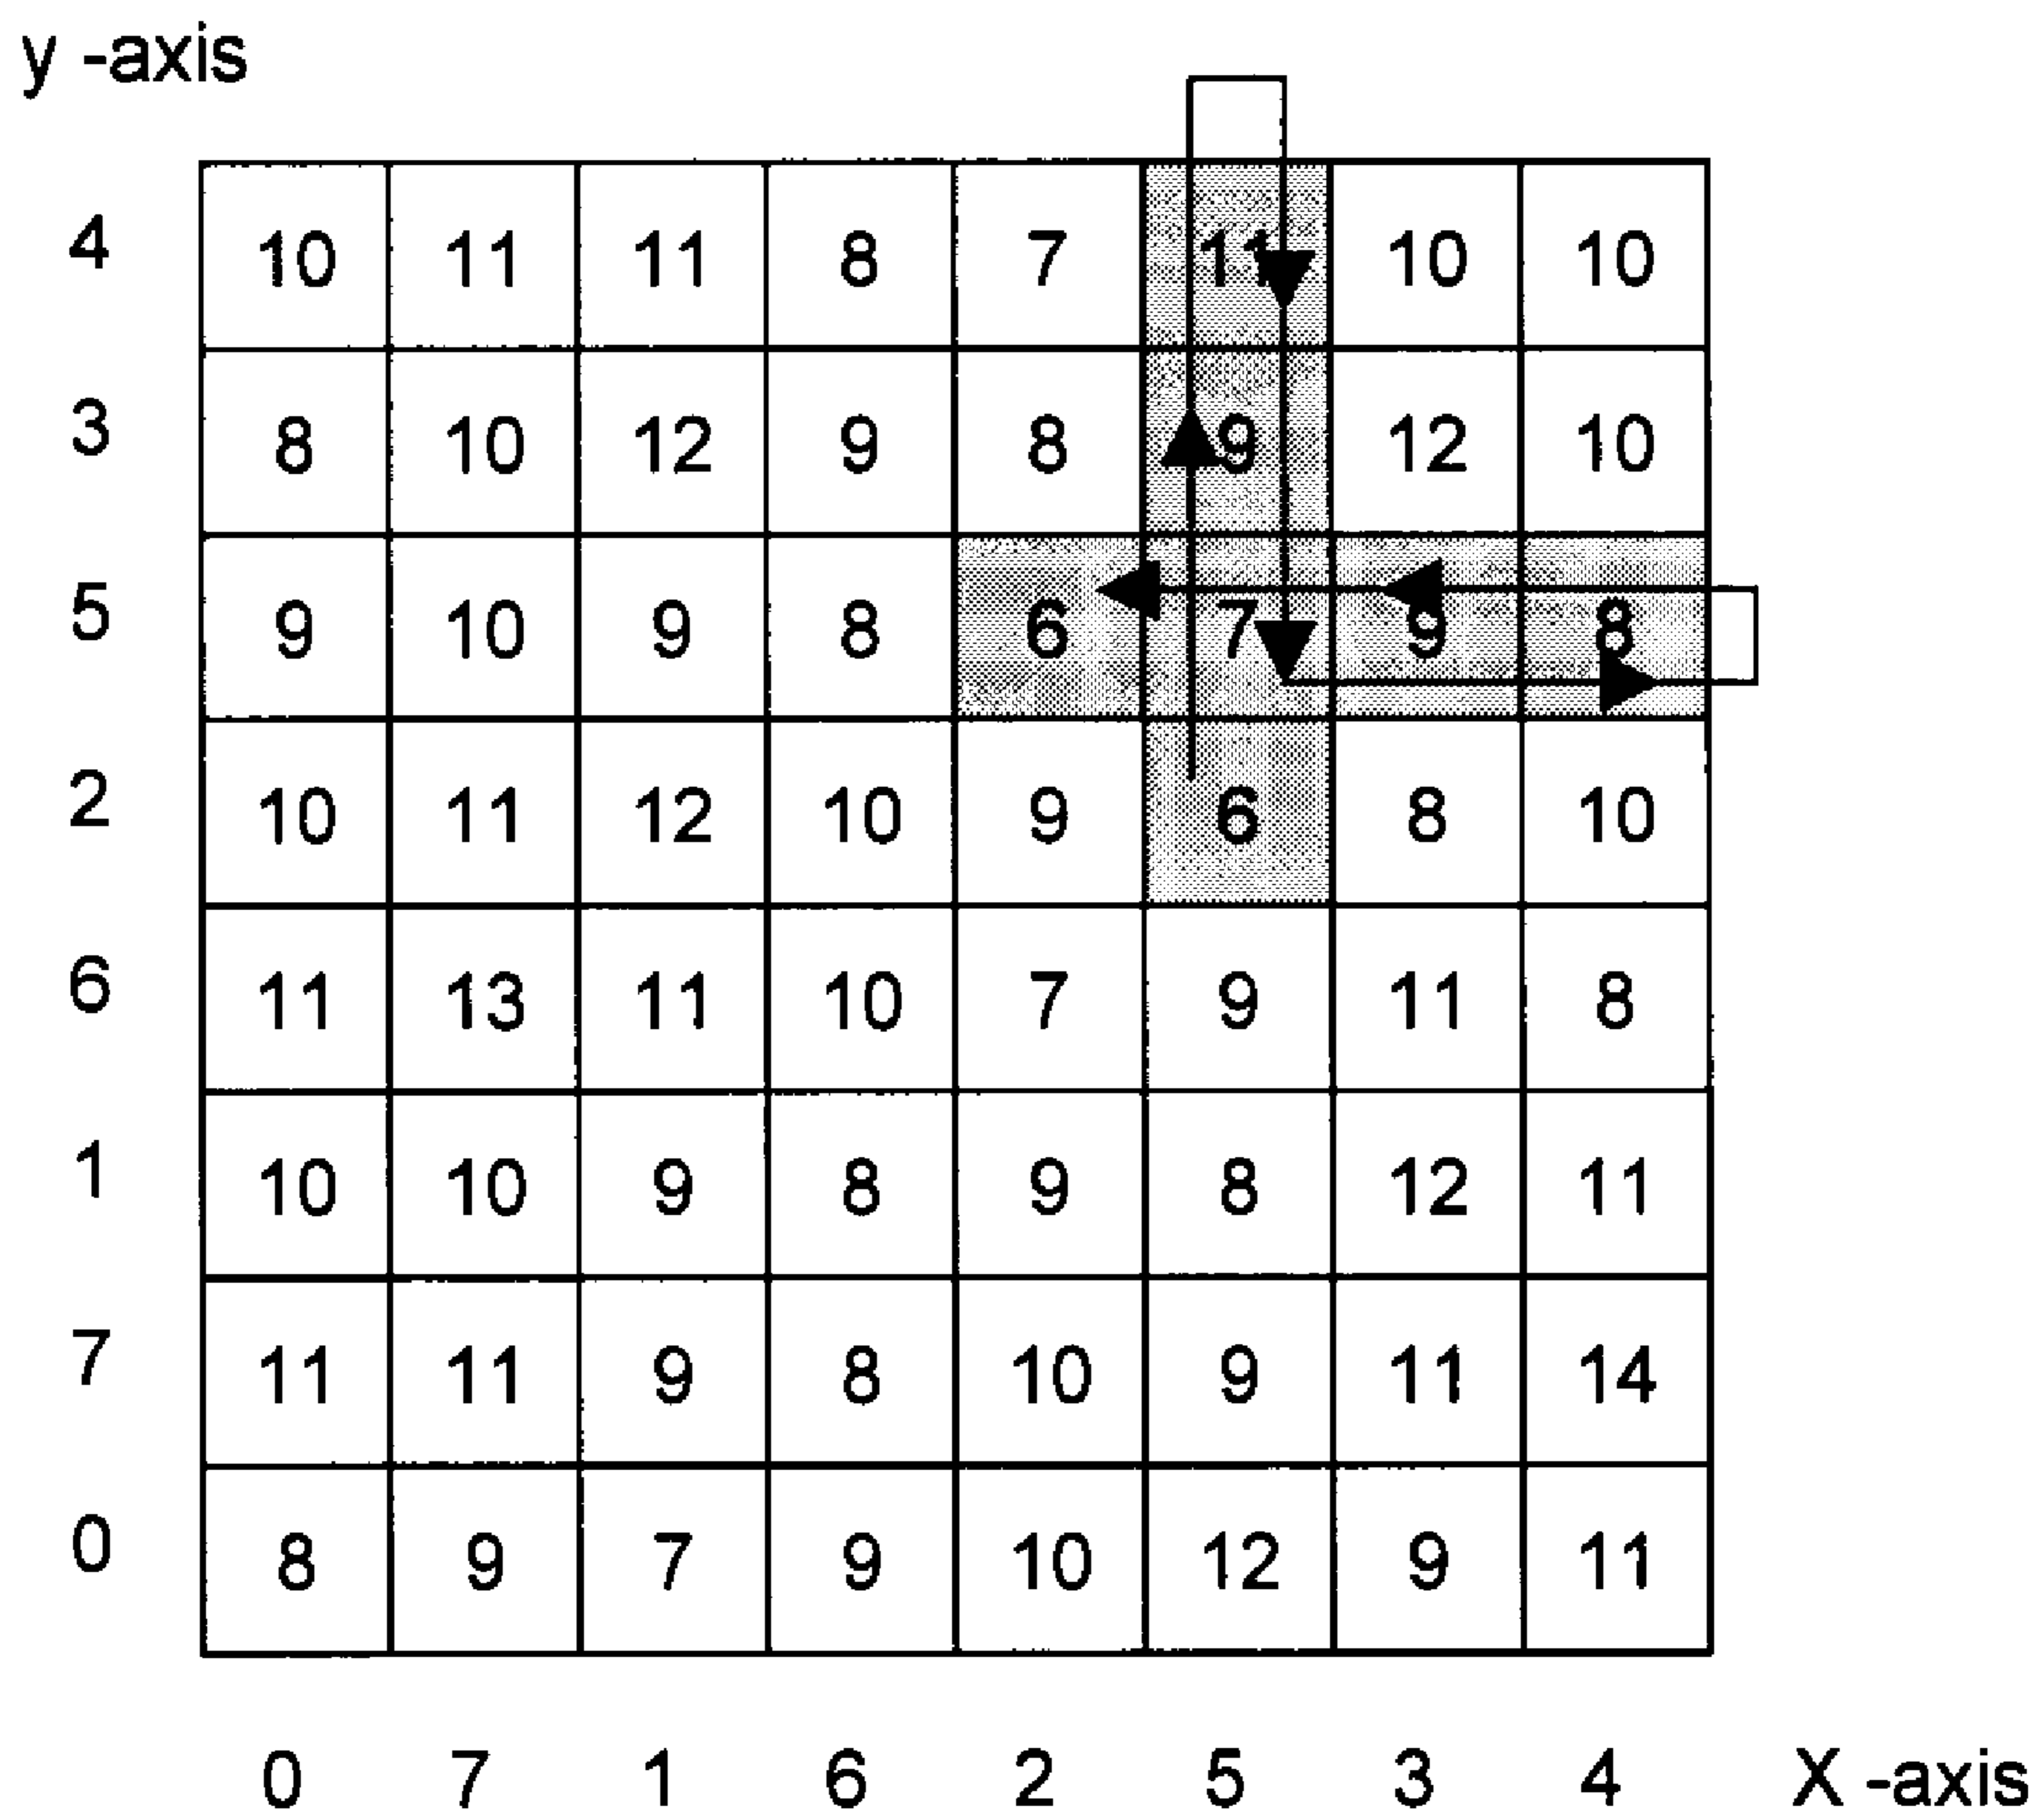 y -axis
4 10 11 11 8 7 11 10 10
3 8 10 12 9 8 9 12 10
5 9 10 9 8 6 7 9 8
2 10 11 12 10 9 6 8 10
6 11 13 11 10 7 9 11 8
1 10 10 9 8 9 8 12 11
7 11 11 9 8 10 9 11 14
0 8 9 7 9 10 12 9 11
0 7 1 6 2 5 3 4 X -axis